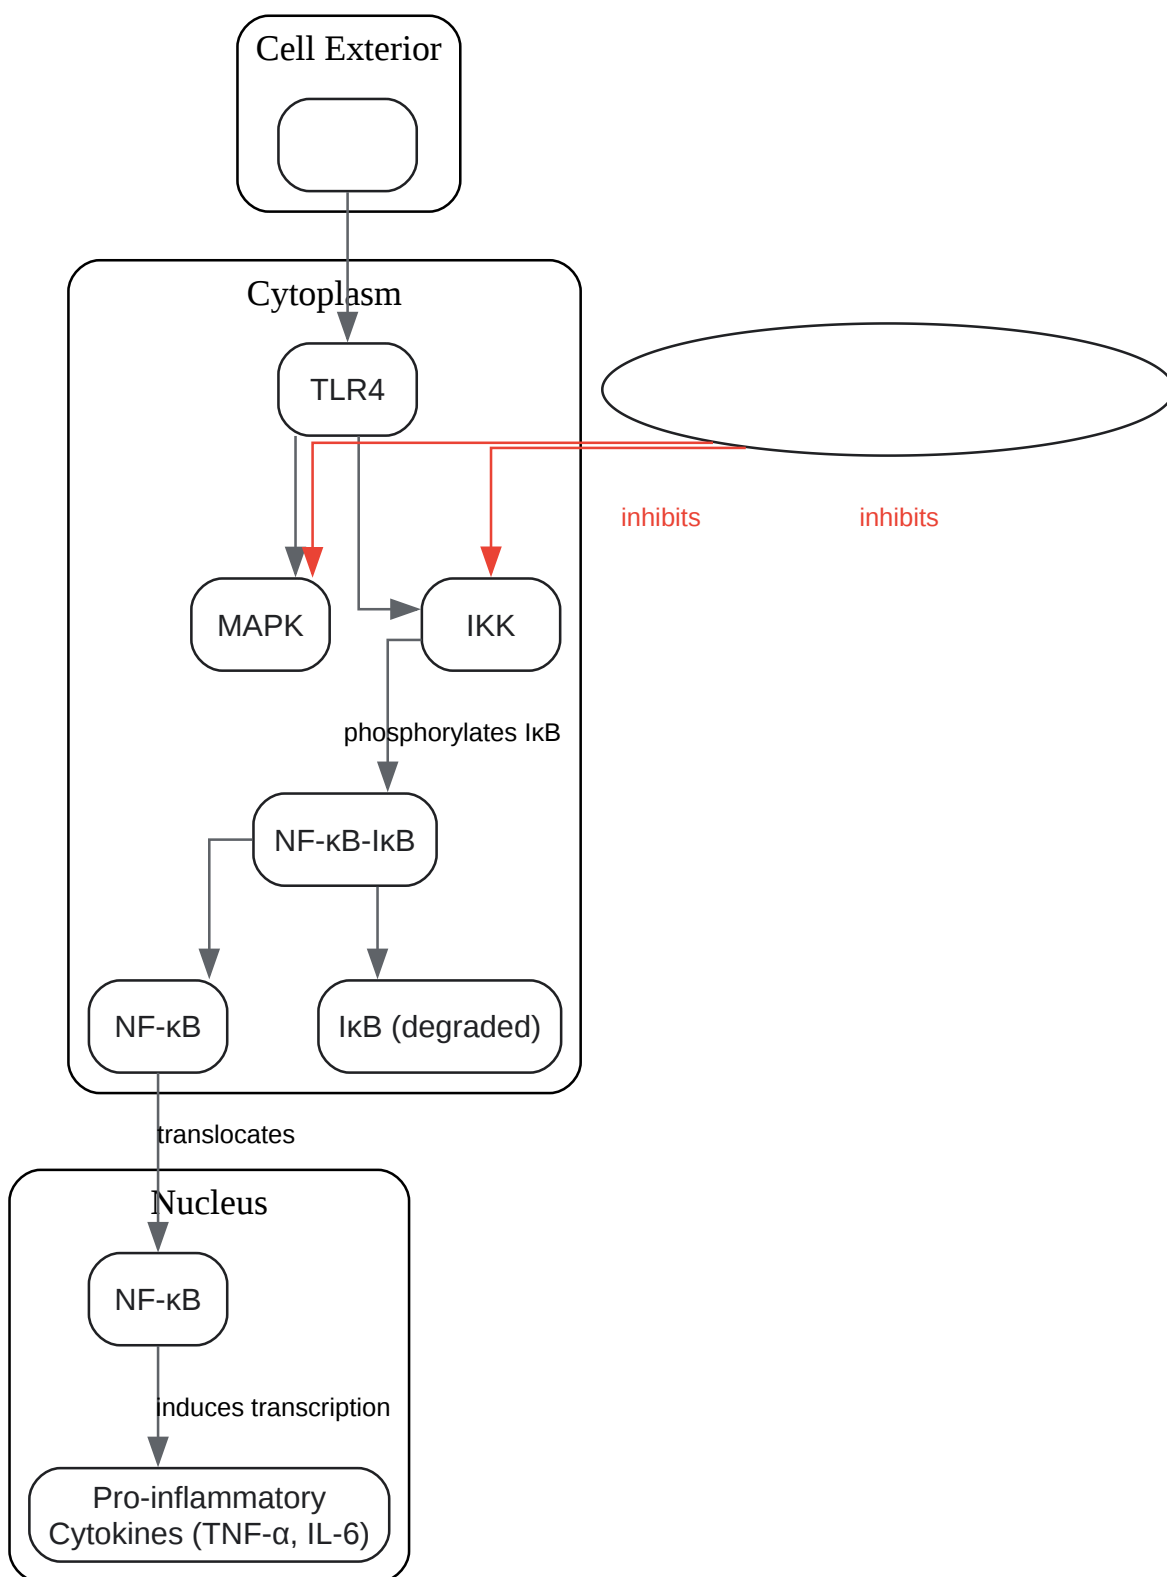 Cell Exterior
Cytoplasm
TLR4
inhibits
inhibits
MAPK
IKK
phosphorylates IκB
NF-κB-IκB
NF-κB
IκB (degraded)
translocates
Nucleus
NF-κB
induces transcription
Pro-inflammatory
Cytokines (TNF-α, IL-6)